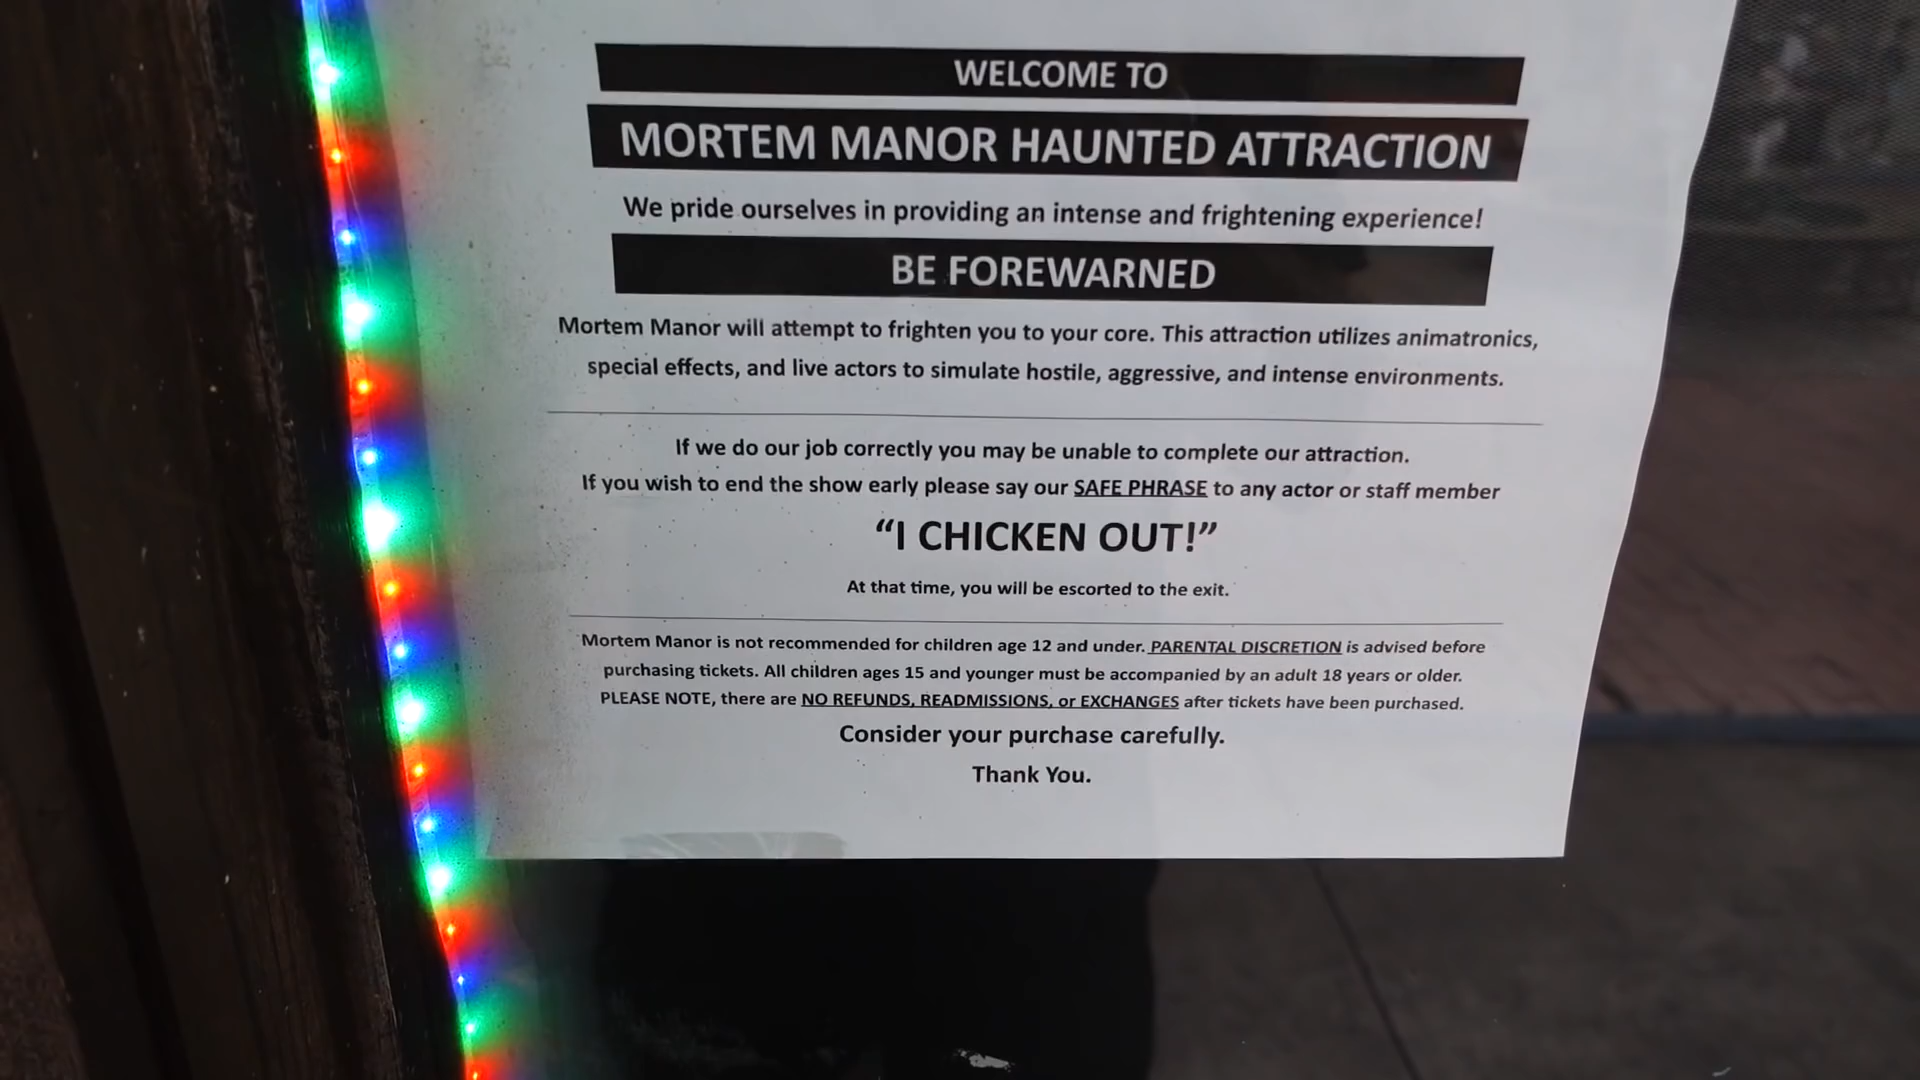 WELCOME TO
MORTEM MANOR HAUNTED ATTRACTION
We pride ourselves in providing an intense and frightening experience!
BE FOREWARNED
Mortem Manor will attempt to frighten you to your core. This attraction utilizes animatronics,
special effects, and live actors to simulate hostile, aggressive, and intense environments.
If we do our job correctly you may be unable to complete our attraction.
If you wish to end the show early please say our SAFE PHRASE to any actor or staff member
“I CHICKEN OUT!”
At that time, you will be escorted to the exit.
Mortem Manor is not recommended for children age 12 and under. PARENTAL DISCRETION is advised before
purchasing tickets. All children ages 15 and younger must be accompanied by an adult 18 years or older.
PLEASE NOTE, there are NO REFUNDS, READMISSIONS, or EXCHANGES after tickets have been purchased.
Consider your purchase carefully.
Thank You.